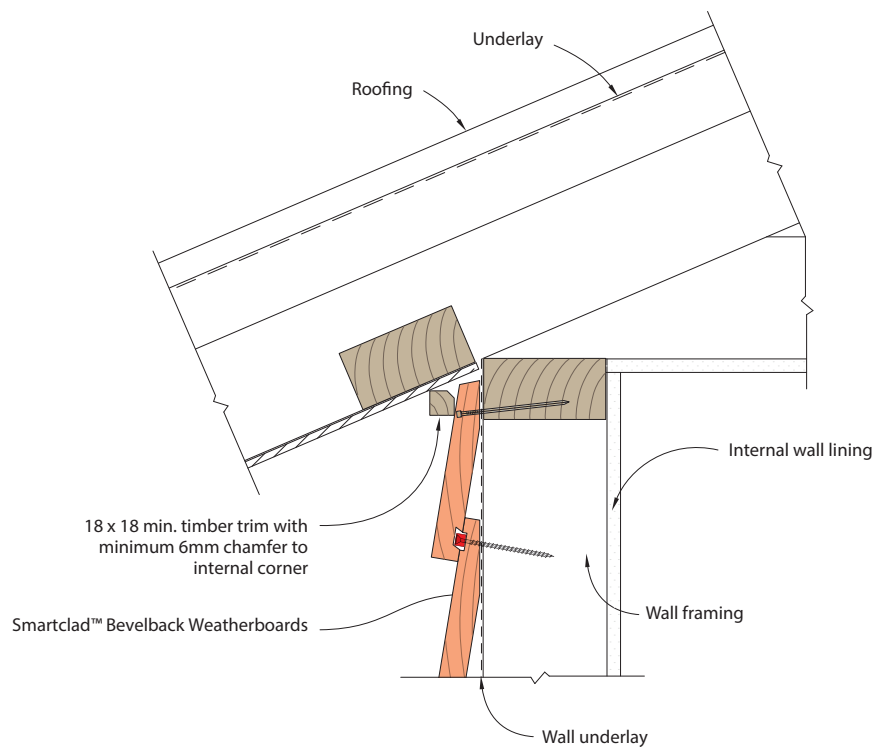 Underlay
Roofing
Internal wall lining
18 x 18 min. timber trim with
minimum 6mm chamfer to
internal corner
Wall framing
Smartclad™ Bevelback Weatherboards
Wall underlay